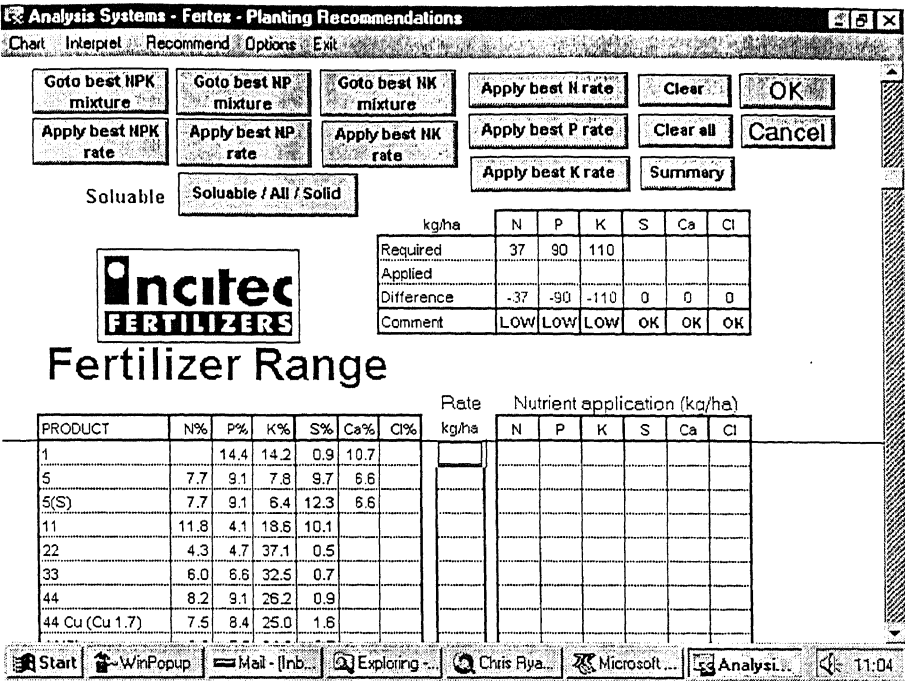 Analysis Systems - Fertex - Planting Recommendations
Chart Interpret Recommend Options Exit
Goto best NPK mixture Goto best NP mixture Goto best NK mixture Apply best N rate Clear OK
Apply best NPK rate Apply best NP rate Apply best NK rate Apply best P rate Clear all Cancel
Apply best K rate Summary
Soluable Soluable / All / Solid
kg/ha N P K S Ca Cl
Required 37 90 110
Applied
Difference -37 -90 -110 0 0 0
Comment LOW LOW LOW OK OK OK
incitec
FERTILIZERS
Fertilizer Range
Rate Nutrient application (kg/ha)
PRODUCT N% P% K% S% Ca% Cl% kg/ha N P K S Ca Cl
1 14.4 14.2 0.9 10.7
5 7.7 9.1 7.8 9.7 6.6
5(S) 7.7 9.1 6.4 12.3 6.6
11 11.8 4.1 18.6 10.1
22 4.3 4.7 37.1 0.5
33 6.0 6.6 32.5 0.7
44 8.2 9.1 26.2 0.9
44 Cu (Cu 1.7) 7.5 8.4 25.0 1.6
Start WinPopup Mail - [Inb... Exploring -... Chris Rya... Microsoft ... Analysi... 11:04